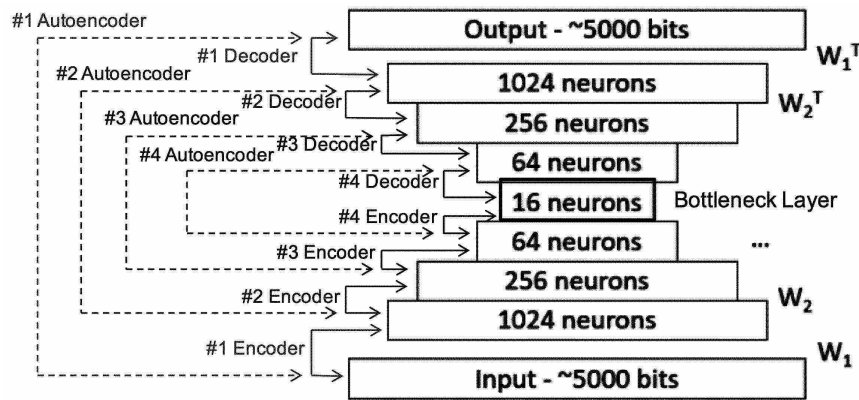 #1 Autoencoder
Output - ~5000 bits
#1 Decoder
W₁ᵀ
#2 Autoencoder
1024 neurons
#2 Decoder
W₂ᵀ
#3 Autoencoder
256 neurons
#3 Decoder
#4 Autoencoder
64 neurons
#4 Decoder
16 neurons
Bottleneck Layer
#4 Encoder
64 neurons
...
#3 Encoder
256 neurons
#2 Encoder
W₂
1024 neurons
#1 Encoder
W₁
Input - ~5000 bits